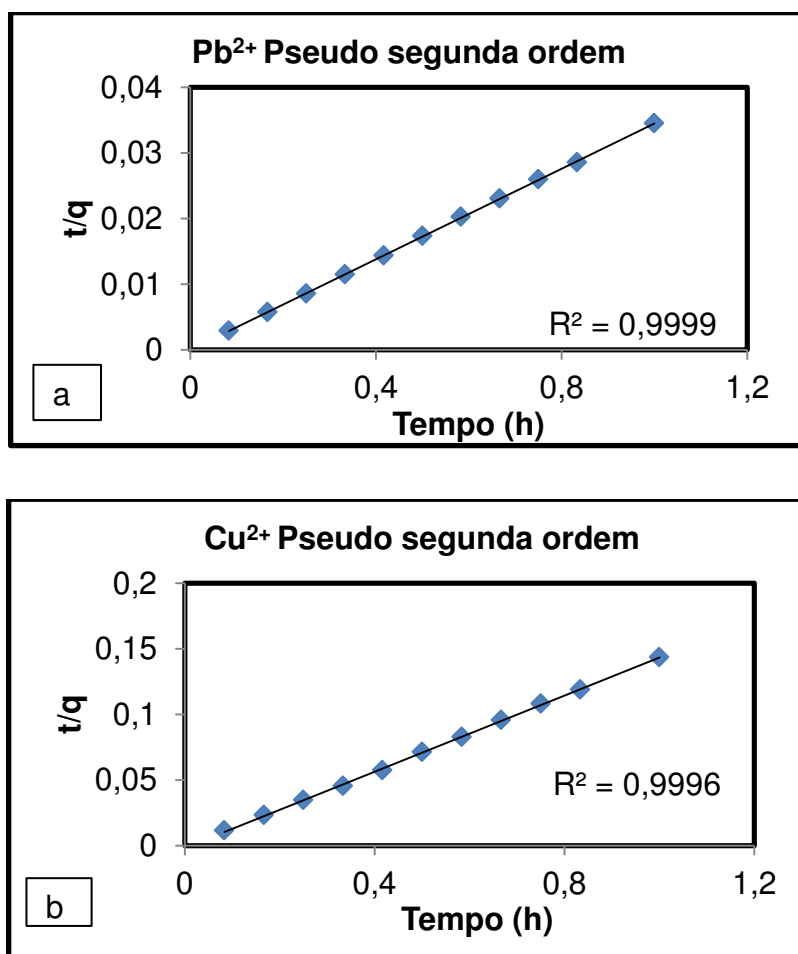 Pb²⁺ Pseudo segunda ordem
0,04
0,03
0,02
0,01
0
t/q
R² = 0,9999
0 0,4 0,8 1,2
Tempo (h)
a
Cu²⁺ Pseudo segunda ordem
0,2
0,15
0,1
0,05
0
t/q
R² = 0,9996
0 0,4 0,8 1,2
Tempo (h)
b